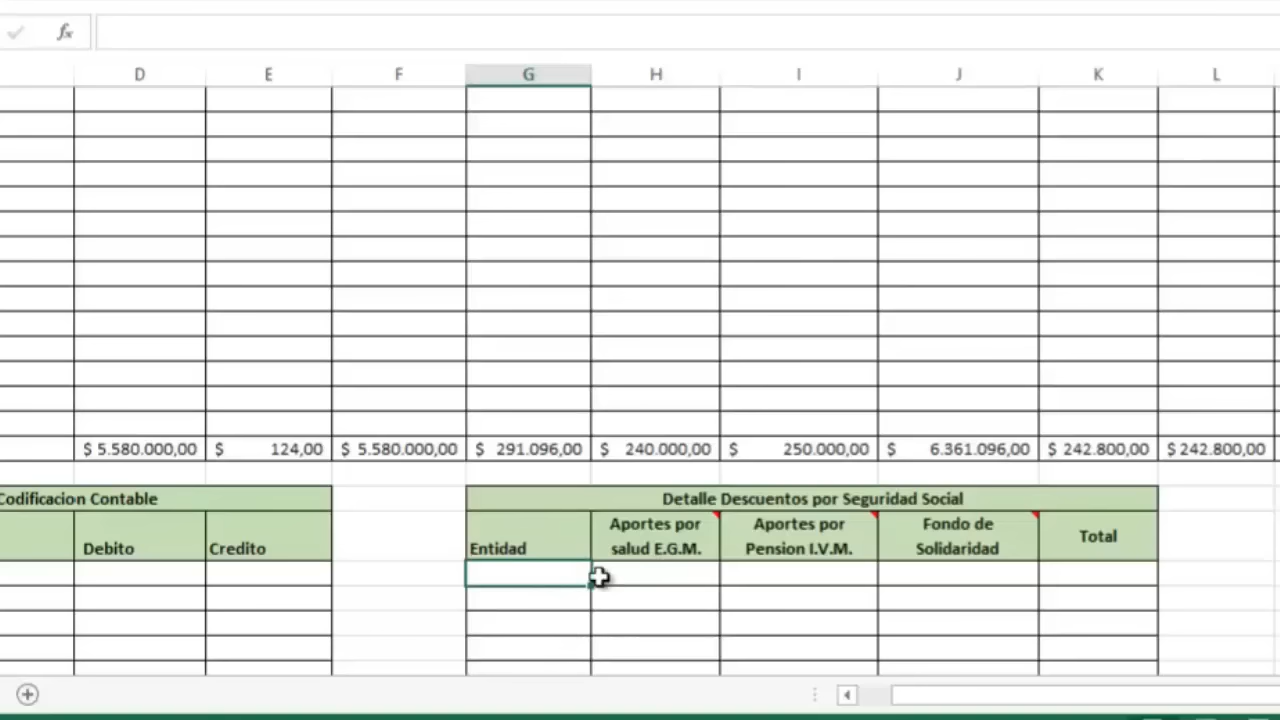 fx
D E F G H I J K L
$ 5.580.000,00 $ 124,00 $ 5.580.000,00 $ 291.096,00 $ 240.000,00 $ 250.000,00 $ 6.361.096,00 $ 242.800,00 $ 242.800,00
Codificacion Contable Detalle Descuentos por Seguridad Social
Debito Credito Entidad Aportes por salud E.G.M. Aportes por Pension I.V.M. Fondo de Solidaridad Total